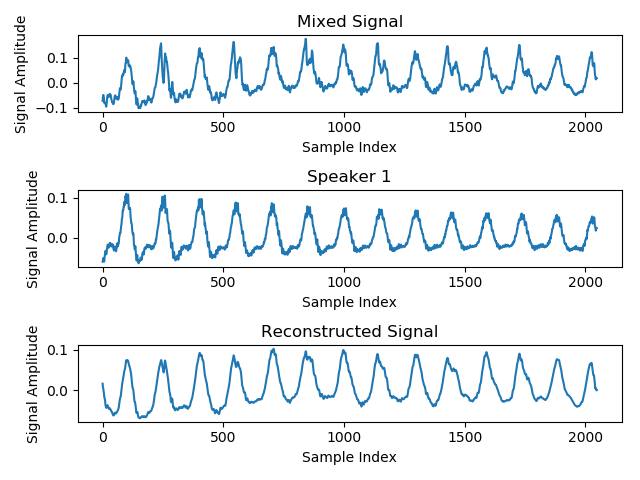 Mixed Signal
Signal Amplitude
0.1
0.0
−0.1
0 500 1000 1500 2000
Sample Index
Speaker 1
Signal Amplitude
0.1
0.0
0 500 1000 1500 2000
Sample Index
Reconstructed Signal
Signal Amplitude
0.1
0.0
0 500 1000 1500 2000
Sample Index